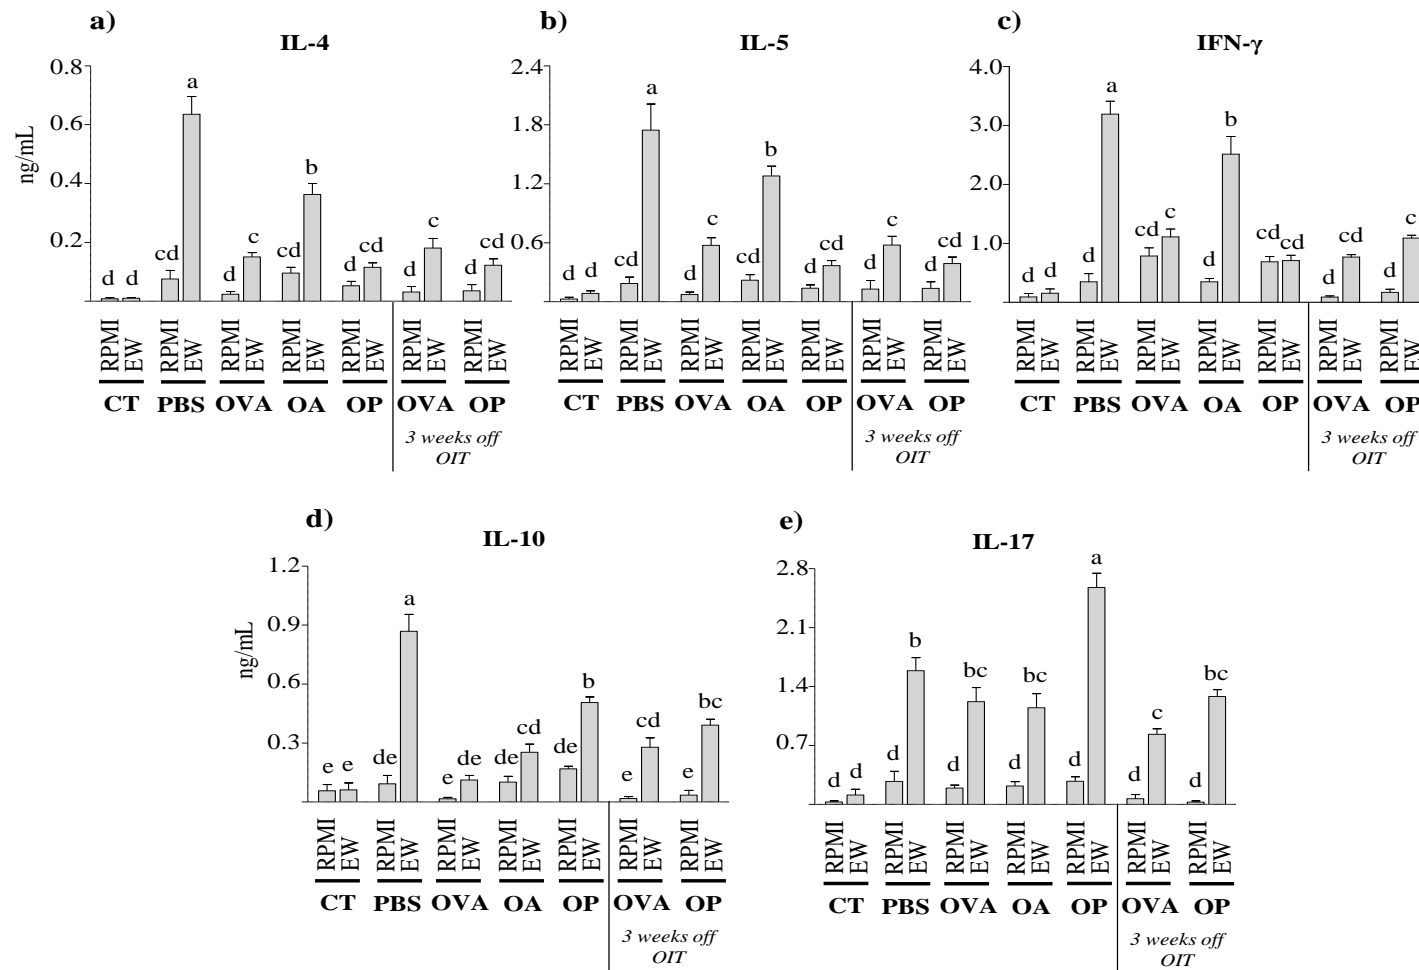 a)
IL-4
ng/mL
0.8
0.6
0.4
0.2
d d cd a d c cd b d cd d c d cd
RPMI EW RPMI EW RPMI EW RPMI EW RPMI EW RPMI EW RPMI EW
CT PBS OVA OA OP OVA OP
3 weeks off
OIT
b)
IL-5
2.4
1.8
1.2
0.6
d d cd a d c cd b d cd d c d cd
RPMI EW RPMI EW RPMI EW RPMI EW RPMI EW RPMI EW RPMI EW
CT PBS OVA OA OP OVA OP
3 weeks off
OIT
c)
IFN-γ
4.0
3.0
2.0
1.0
d d d a cd c d b cd cd d cd d c
RPMI EW RPMI EW RPMI EW RPMI EW RPMI EW RPMI EW RPMI EW
CT PBS OVA OA OP OVA OP
3 weeks off
OIT
d)
IL-10
ng/mL
1.2
0.9
0.6
0.3
e e de a e de de cd de b e cd e bc
RPMI EW RPMI EW RPMI EW RPMI EW RPMI EW RPMI EW RPMI EW
CT PBS OVA OA OP OVA OP
3 weeks off
OIT
e)
IL-17
2.8
2.1
1.4
0.7
d d d b d bc d bc d a d c d bc
RPMI EW RPMI EW RPMI EW RPMI EW RPMI EW RPMI EW RPMI EW
CT PBS OVA OA OP OVA OP
3 weeks off
OIT